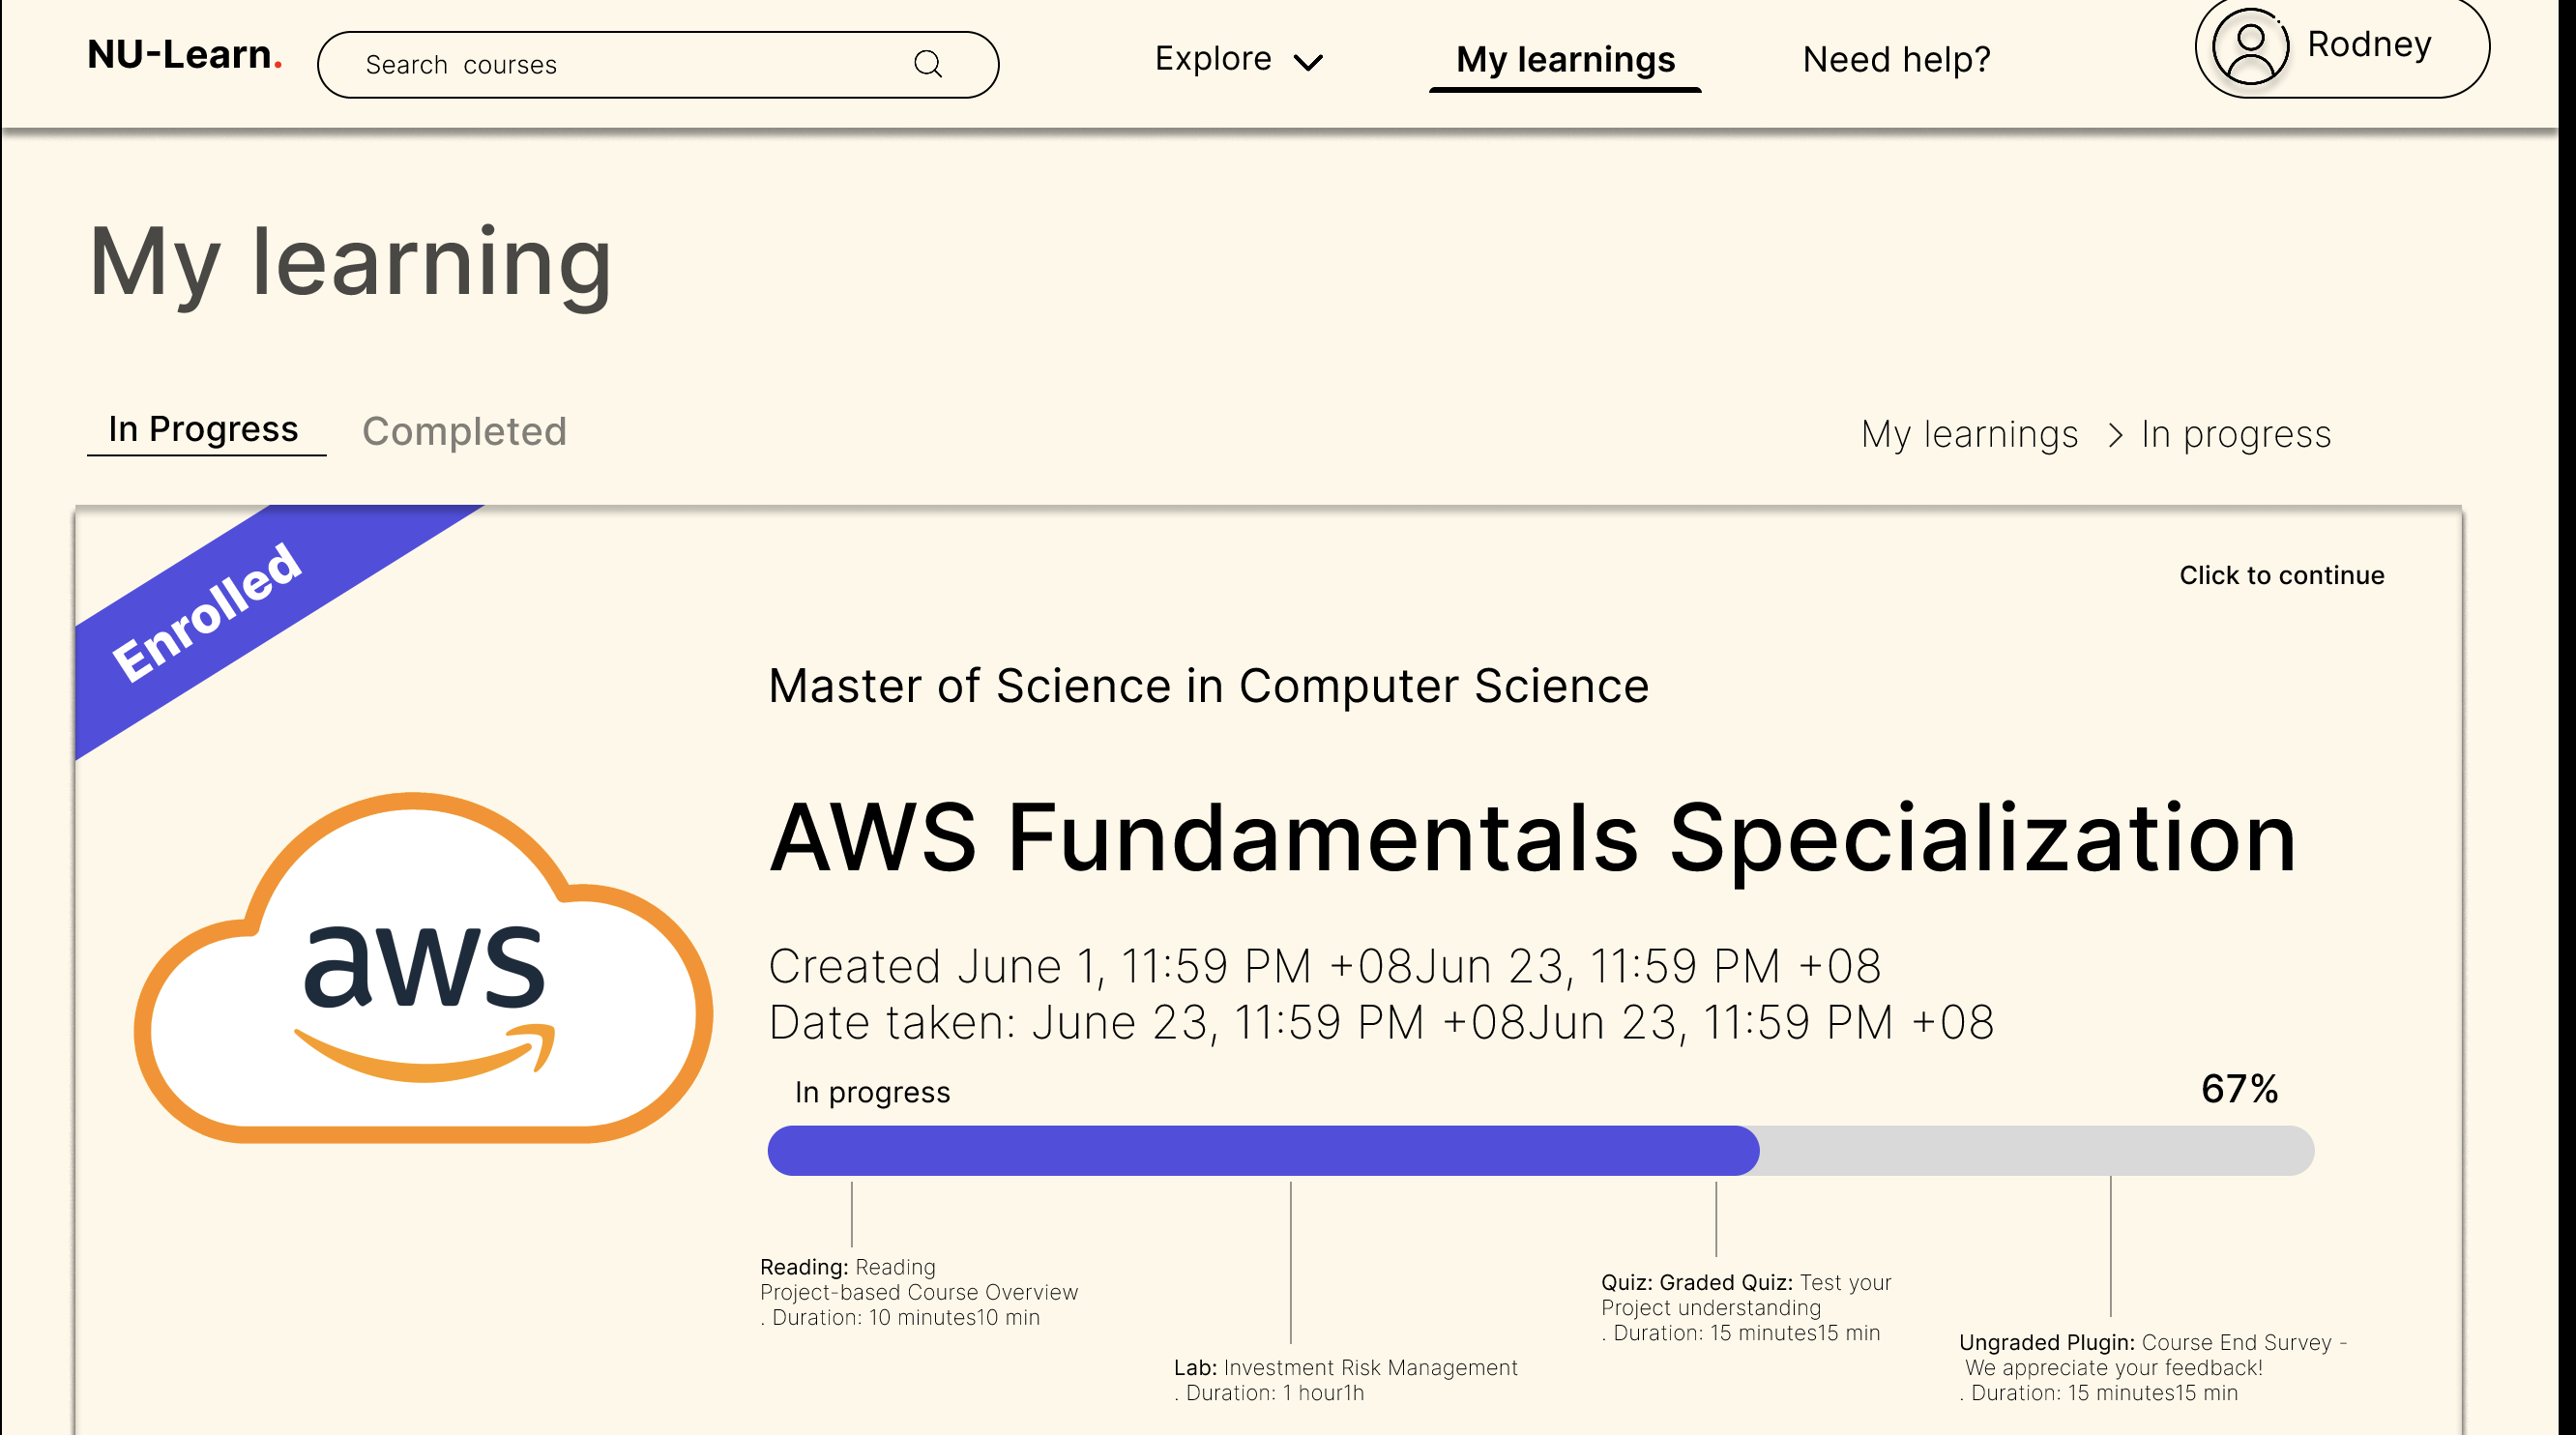 NU-Learn.
Search courses
Explore
My learnings
Need help?
Rodney
My learning
In Progress
Completed
My learnings > In progress
Enrolled
Click to continue
Master of Science in Computer Science
AWS Fundamentals Specialization
aws
Created June 1, 11:59 PM +08Jun 23, 11:59 PM +08
Date taken: June 23, 11:59 PM +08Jun 23, 11:59 PM +08
In progress
67%
Reading: Reading
Project-based Course Overview
. Duration: 10 minutes10 min
Lab: Investment Risk Management
. Duration: 1 hour1h
Quiz: Graded Quiz: Test your
Project understanding
. Duration: 15 minutes15 min
Ungraded Plugin: Course End Survey -
We appreciate your feedback!
. Duration: 15 minutes15 min